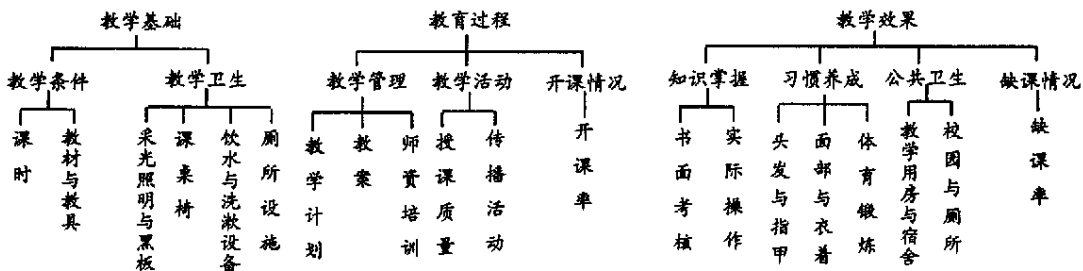 教学基础
教育过程
教学效果
教学条件
教学卫生
教学管理
教学活动
开课情况
知识掌握
习惯养成
公共卫生
缺课情况
课时
教材与教具
采光照明与黑板
课桌椅
饮水与洗漱设备
厕所设施
教学计划
教案
师资培训
授课质量
传播活动
开课率
书面考核
实际操作
头发与指甲
面部与衣着
体育锻炼
教学用房与宿舍
校园与厕所
缺课率